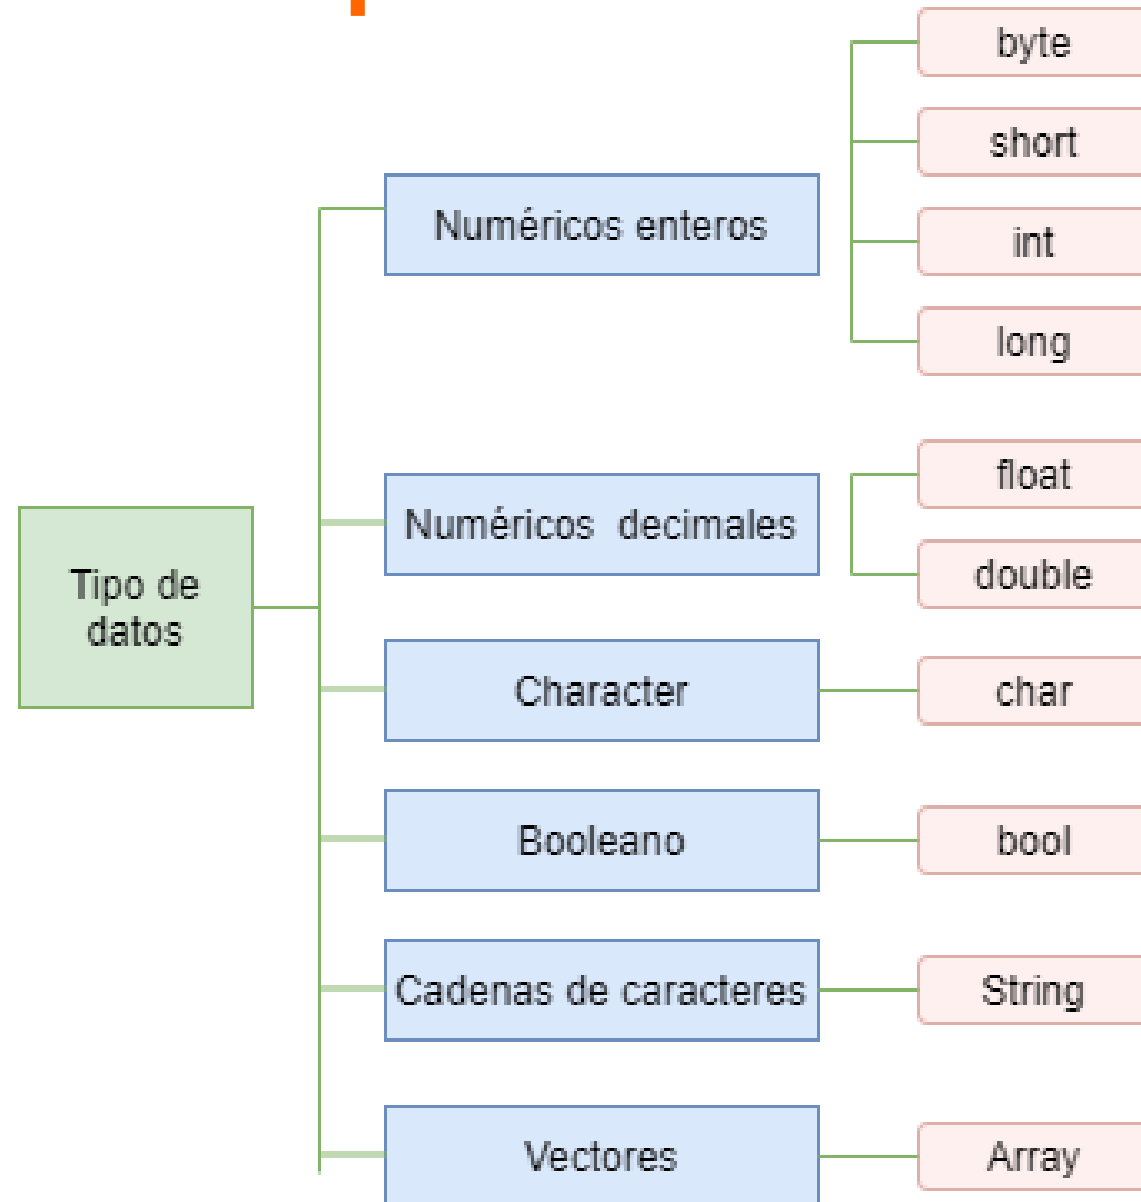 Tipo de
datos
Numéricos enteros
byte
short
int
long
Numéricos decimales
float
double
Character
char
Booleano
bool
Cadenas de caracteres
String
Vectores
Array